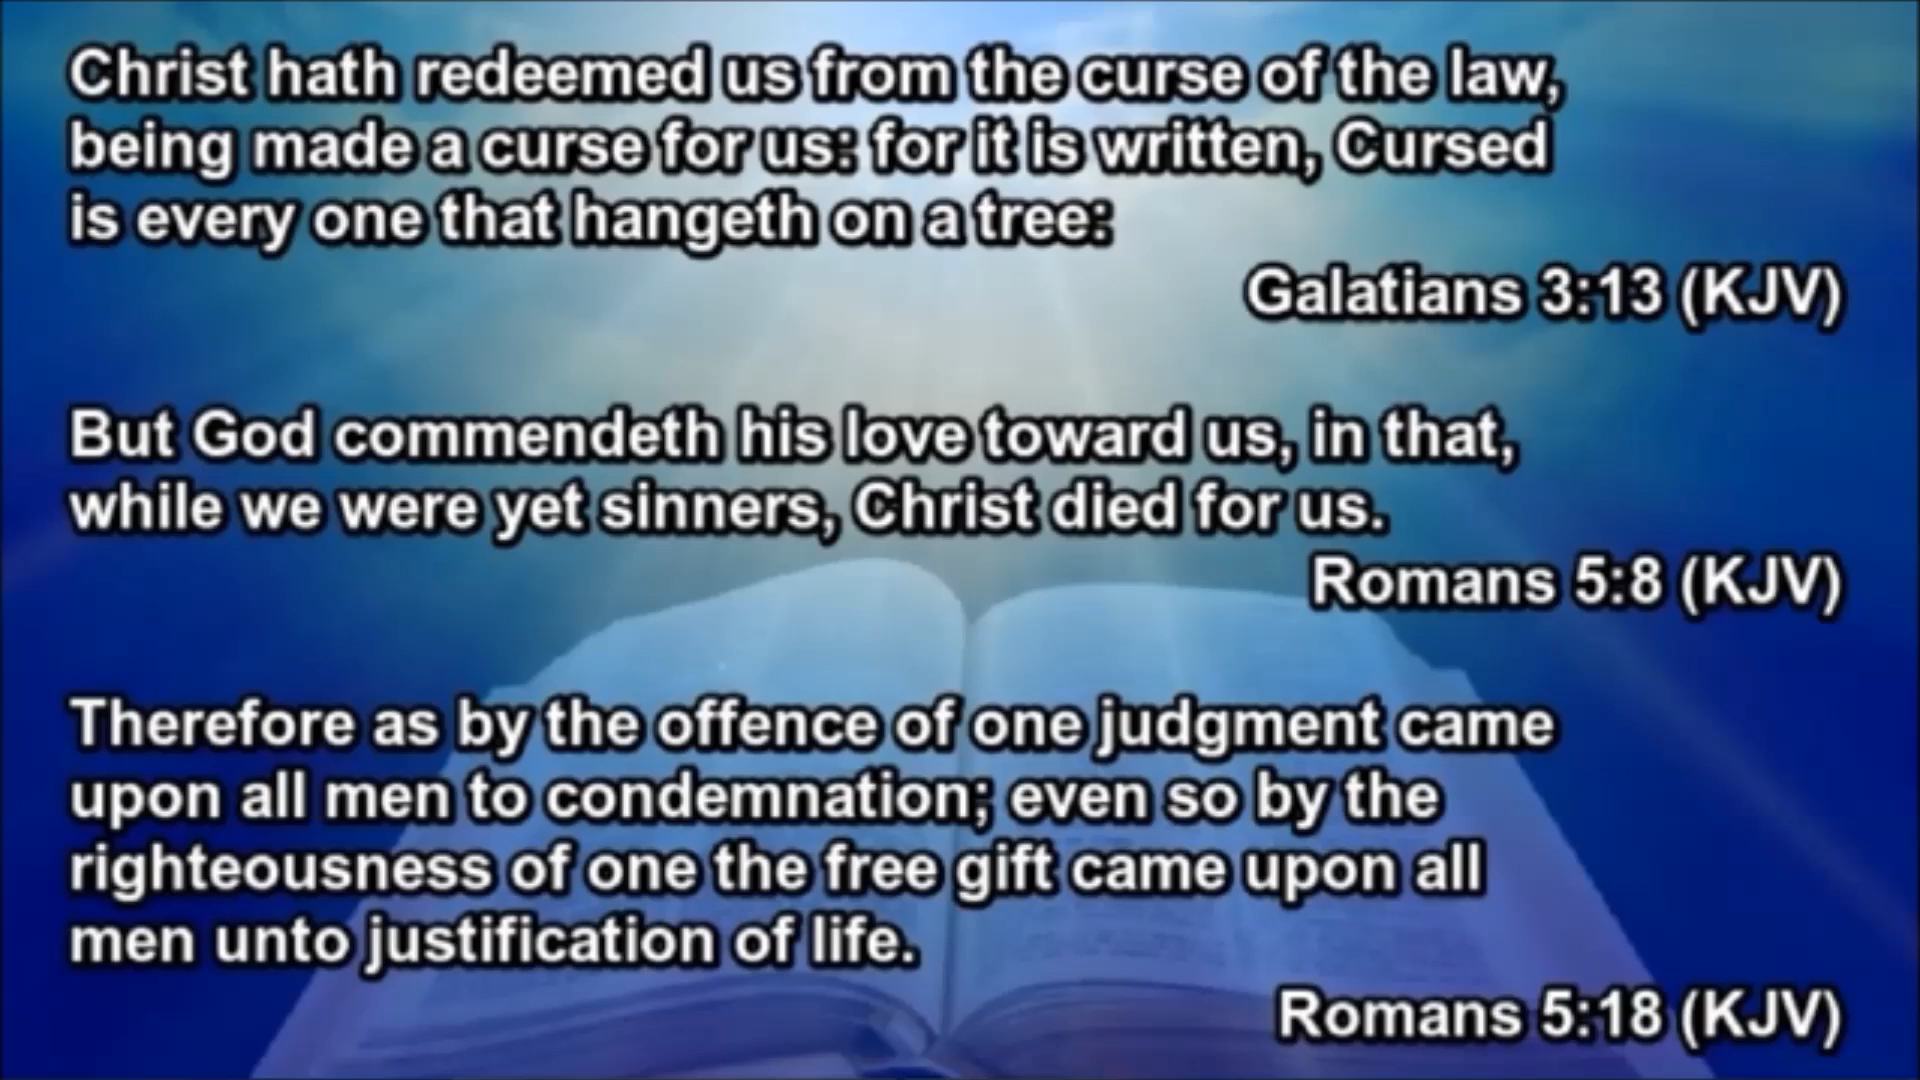 Christ hath redeemed us from the curse of the law,
being made a curse for us: for it is written, Cursed
is every one that hangeth on a tree:
Galatians 3:13 (KJV)
But God commendeth his love toward us, in that,
while we were yet sinners, Christ died for us.
Romans 5:8 (KJV)
Therefore as by the offence of one judgment came
upon all men to condemnation; even so by the
righteousness of one the free gift came upon all
men unto justification of life.
Romans 5:18 (KJV)